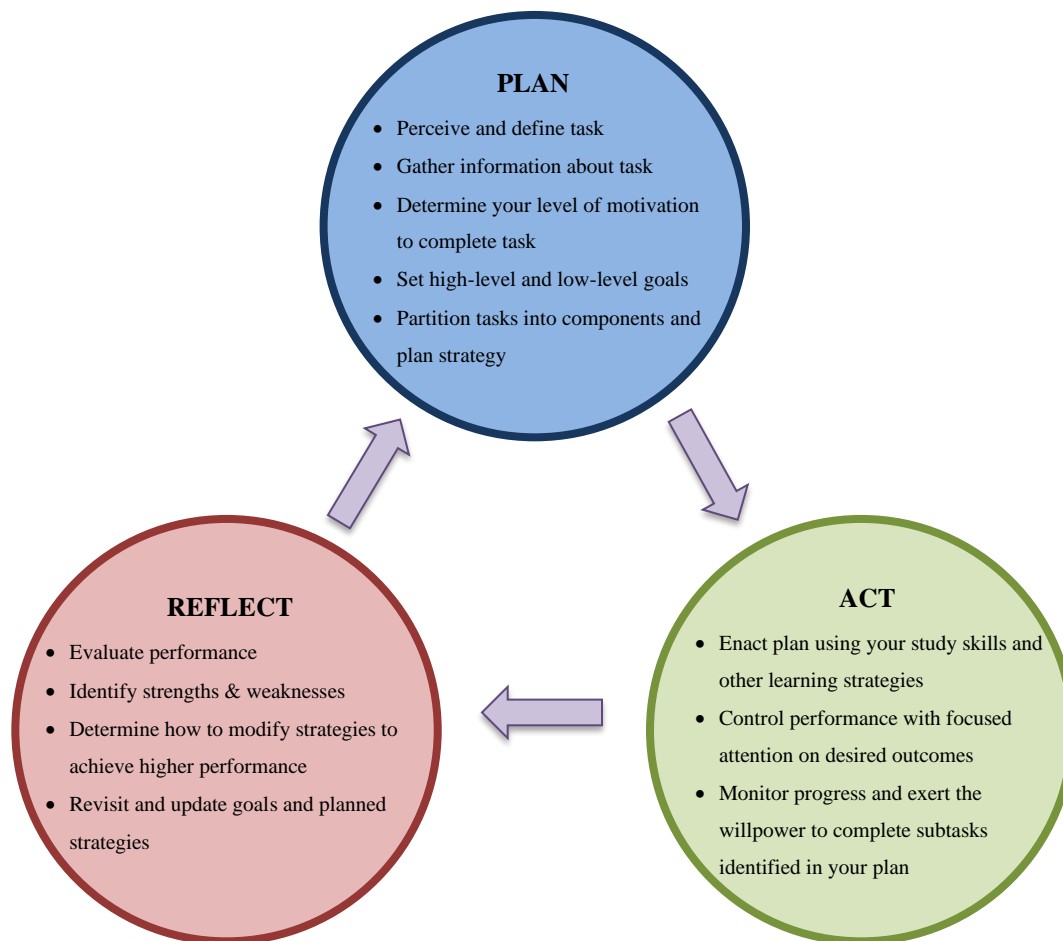 PLAN
• Perceive and define task
• Gather information about task
• Determine your level of motivation
to complete task
• Set high-level and low-level goals
• Partition tasks into components and
plan strategy
REFLECT
• Evaluate performance
• Identify strengths & weaknesses
• Determine how to modify strategies to
achieve higher performance
• Revisit and update goals and planned
strategies
ACT
• Enact plan using your study skills and
other learning strategies
• Control performance with focused
attention on desired outcomes
• Monitor progress and exert the
willpower to complete subtasks
identified in your plan